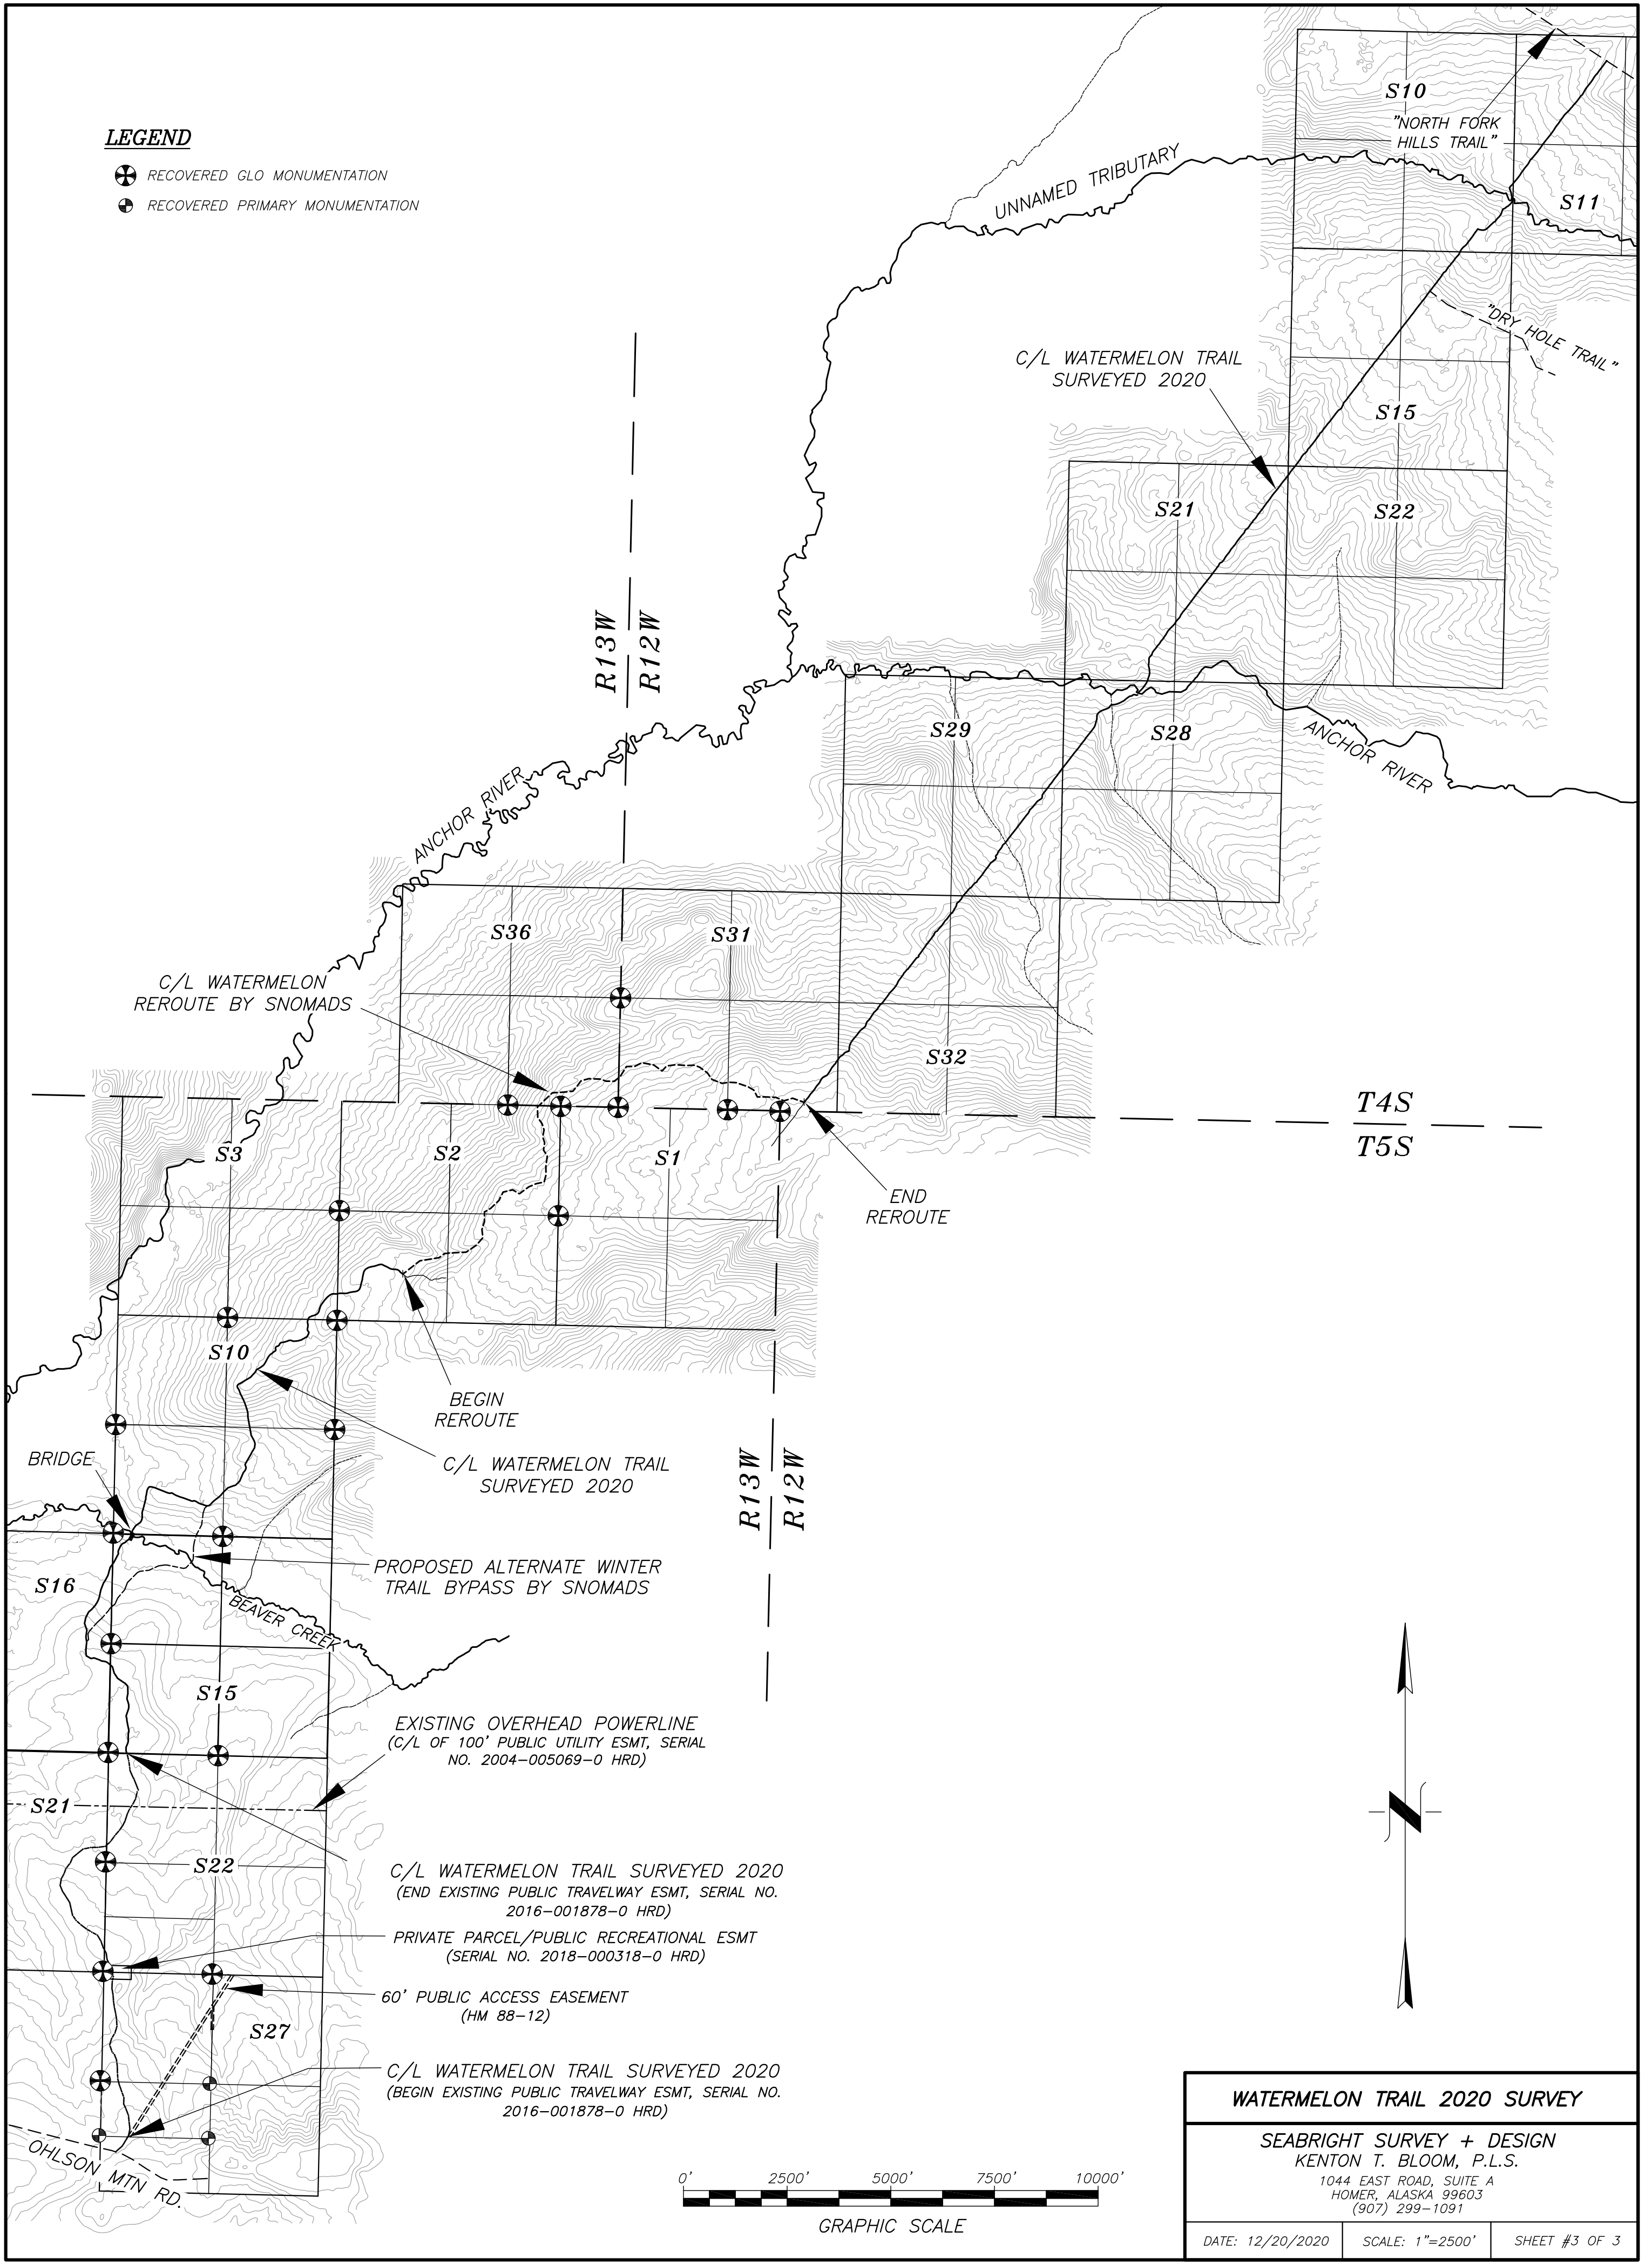 LEGEND
RECOVERED GLO MONUMENTATION
RECOVERED PRIMARY MONUMENTATION
S10
"NORTH FORK
HILLS TRAIL"
S11
UNNAMED TRIBUTARY
"DRY HOLE TRAIL"
C/L WATERMELON TRAIL
SURVEYED 2020
S15
S21
S22
R13W
R12W
S29
S28
ANCHOR RIVER
ANCHOR RIVER
S36
S31
C/L WATERMELON
REROUTE BY SNOMADS
S32
T4S
T5S
S3
S2
S1
END
REROUTE
S10
BEGIN
REROUTE
BRIDGE
C/L WATERMELON TRAIL
SURVEYED 2020
R13W
R12W
PROPOSED ALTERNATE WINTER
TRAIL BYPASS BY SNOMADS
S16
BEAVER CREEK
S15
EXISTING OVERHEAD POWERLINE
(C/L OF 100' PUBLIC UTILITY ESMT, SERIAL
NO. 2004-005069-0 HRD)
S21
S22
C/L WATERMELON TRAIL SURVEYED 2020
(END EXISTING PUBLIC TRAVELWAY ESMT, SERIAL NO.
2016-001878-0 HRD)
PRIVATE PARCEL/PUBLIC RECREATIONAL ESMT
(SERIAL NO. 2018-000318-0 HRD)
60' PUBLIC ACCESS EASEMENT
(HM 88-12)
S27
C/L WATERMELON TRAIL SURVEYED 2020
(BEGIN EXISTING PUBLIC TRAVELWAY ESMT, SERIAL NO.
2016-001878-0 HRD)
OHLSON MTN RD.
N
0' 2500' 5000' 7500' 10000'
GRAPHIC SCALE
WATERMELON TRAIL 2020 SURVEY
SEABRIGHT SURVEY + DESIGN
KENTON T. BLOOM, P.L.S.
1044 EAST ROAD, SUITE A
HOMER, ALASKA 99603
(907) 299-1091
DATE: 12/20/2020 SCALE: 1"=2500' SHEET #3 OF 3